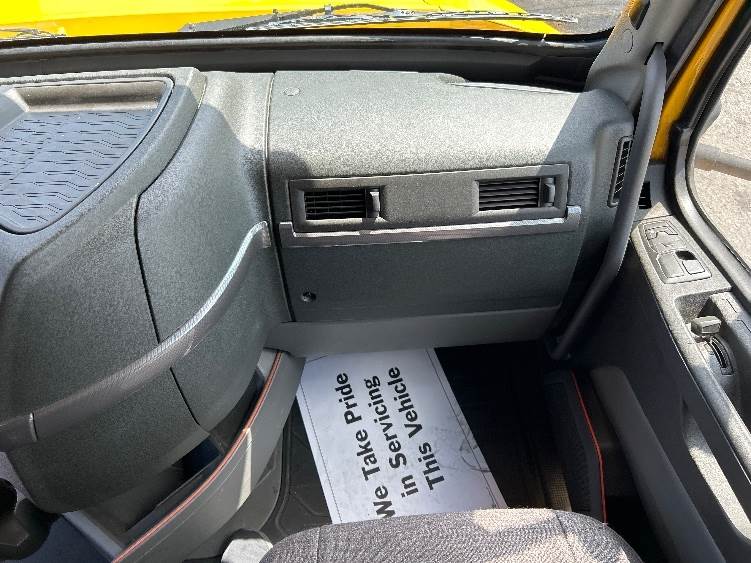 We Take Pride
in Servicing
This Vehicle